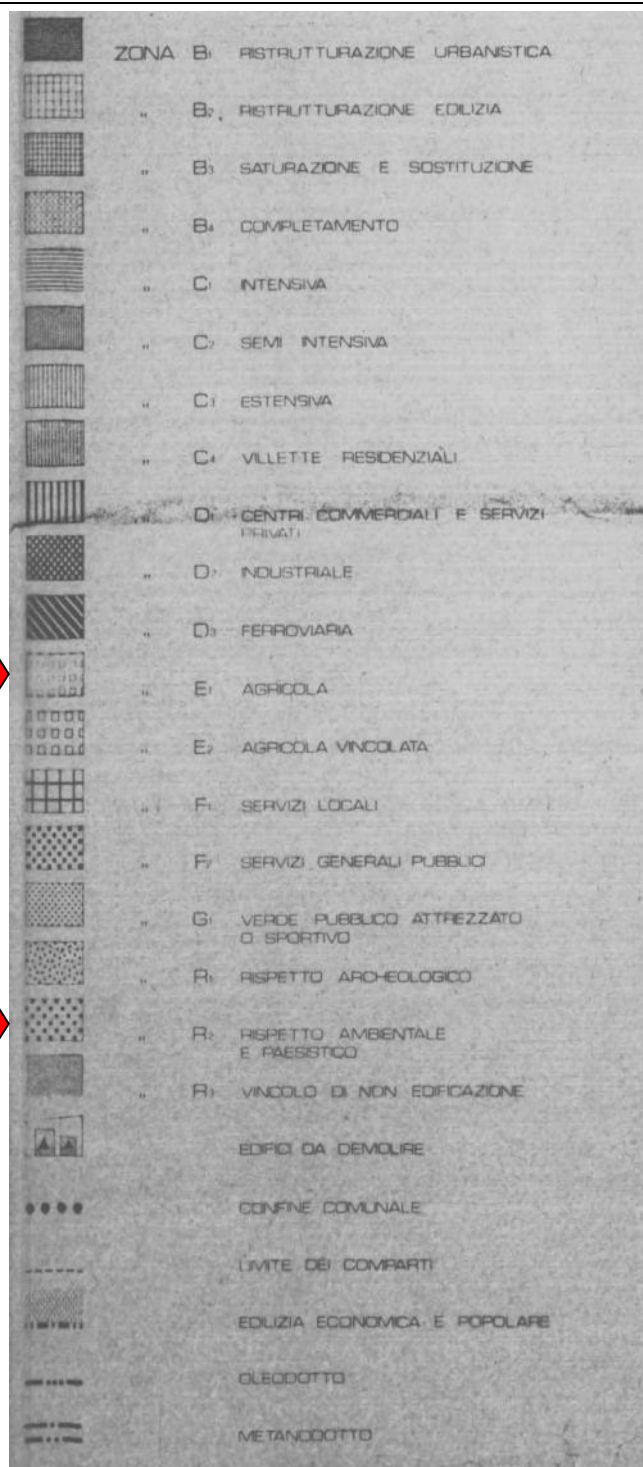 ZONA B1 RISTRUTTURAZIONE URBANISTICA
" B2 RISTRUTTURAZIONE EDILIZIA
" B3 SATURAZIONE E SOSTITUZIONE
" B4 COMPLETAMENTO
" C1 INTENSIVA
" C2 SEMI INTENSIVA
" C3 ESTENSIVA
" C4 VILLETTE RESIDENZIALI
" D1 CENTRI COMMERCIALI E SERVIZI
PRIVATI
" D2 INDUSTRIALE
" D3 FERROVIARIA
" E1 AGRICOLA
" E2 AGRICOLA VINCOLATA
" F1 SERVIZI LOCALI
" F2 SERVIZI GENERALI PUBBLICI
" G1 VERDE PUBBLICO ATTREZZATO
O SPORTIVO
" R1 RISPETTO ARCHEOLOGICO
" R2 RISPETTO AMBIENTALE
E PAESISTICO
" R3 VINCOLO DI NON EDIFICAZIONE
EDIFICI DA DEMOLIRE
CONFINE COMUNALE
LIMITE DEI COMPARTI
EDILIZIA ECONOMICA E POPOLARE
OLEODOTTO
METANODOTTO